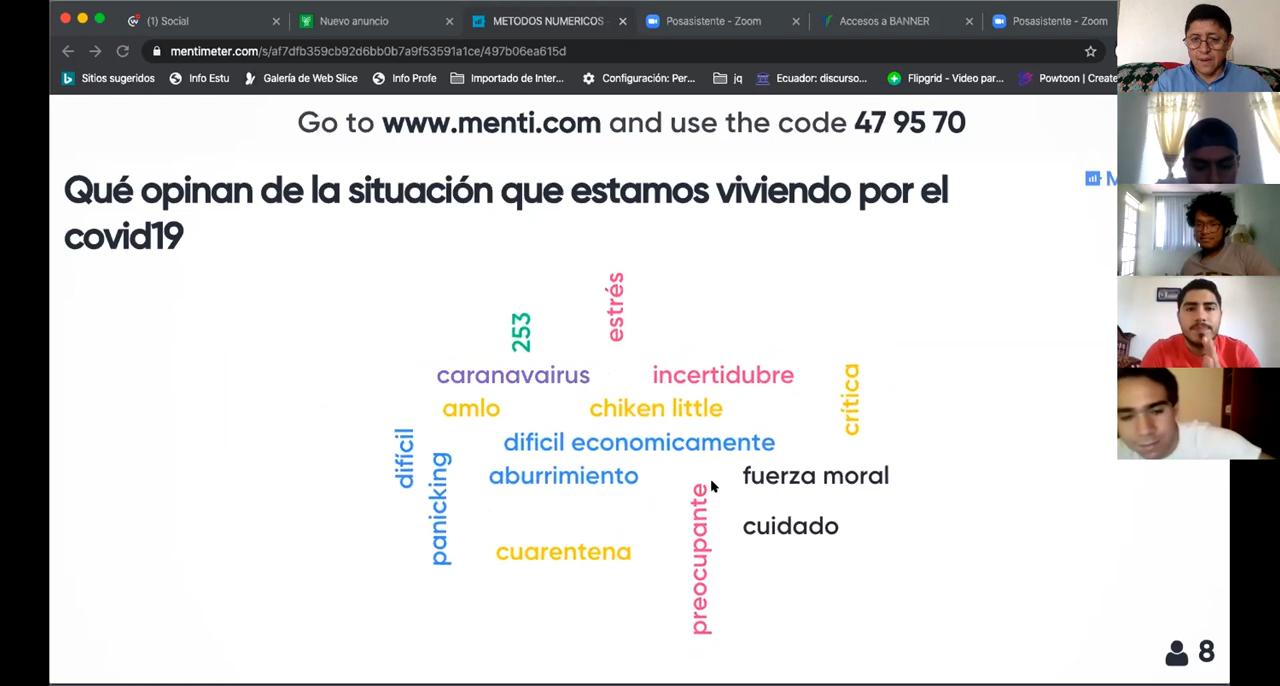 (1) Social
Nuevo anuncio
METODOS NUMERICOS
Posasistente - Zoom
Accesos a BANNER
Posasistente - Zoom
mentimeter.com/s/af7dfb359cb92d6bb0b7a9f53591a1ce/497b06ea615d
Sitios sugeridos
Info Estu
Galería de Web Slice
Info Profe
Importado de Inter...
Configuración: Per...
jq
Ecuador: discurso...
Flipgrid - Video par...
Powtoon | Create
Go to www.menti.com and use the code 47 95 70
Qué opinan de la situación que estamos viviendo por el
covid19
M
estrés
253
caranavairus
incertidubre
crítica
amlo
chiken little
difícil
dificil economicamente
panicking
aburrimiento
fuerza moral
preocupante
cuidado
cuarentena
8